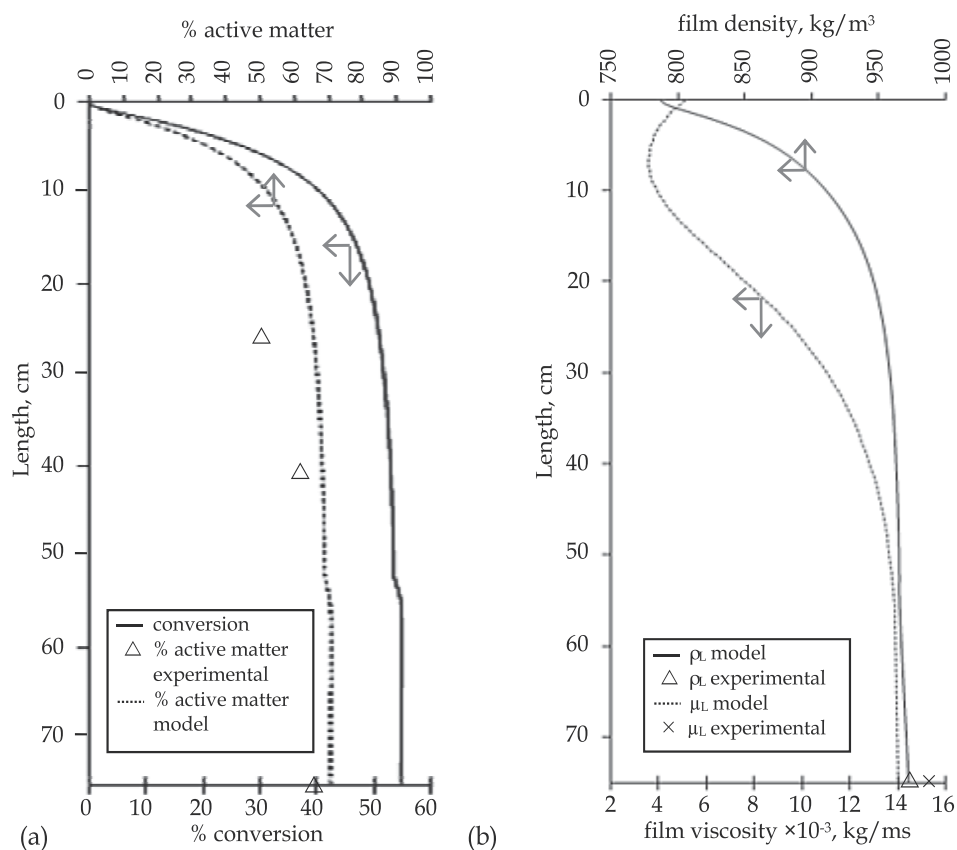 % active matter
0 10 20 30 40 50 60 70 80 90 100
0
10
20
30
40
50
60
70
Length, cm
conversion
% active matter
experimental
% active matter
model
0 10 20 30 40 50 60
% conversion
(a)
film density, kg/m³
750 800 850 900 950 1000
0
10
20
30
40
50
60
70
Length, cm
ρL model
ρL experimental
μL model
μL experimental
2 4 6 8 10 12 14 16
film viscosity ×10⁻³, kg/ms
(b)